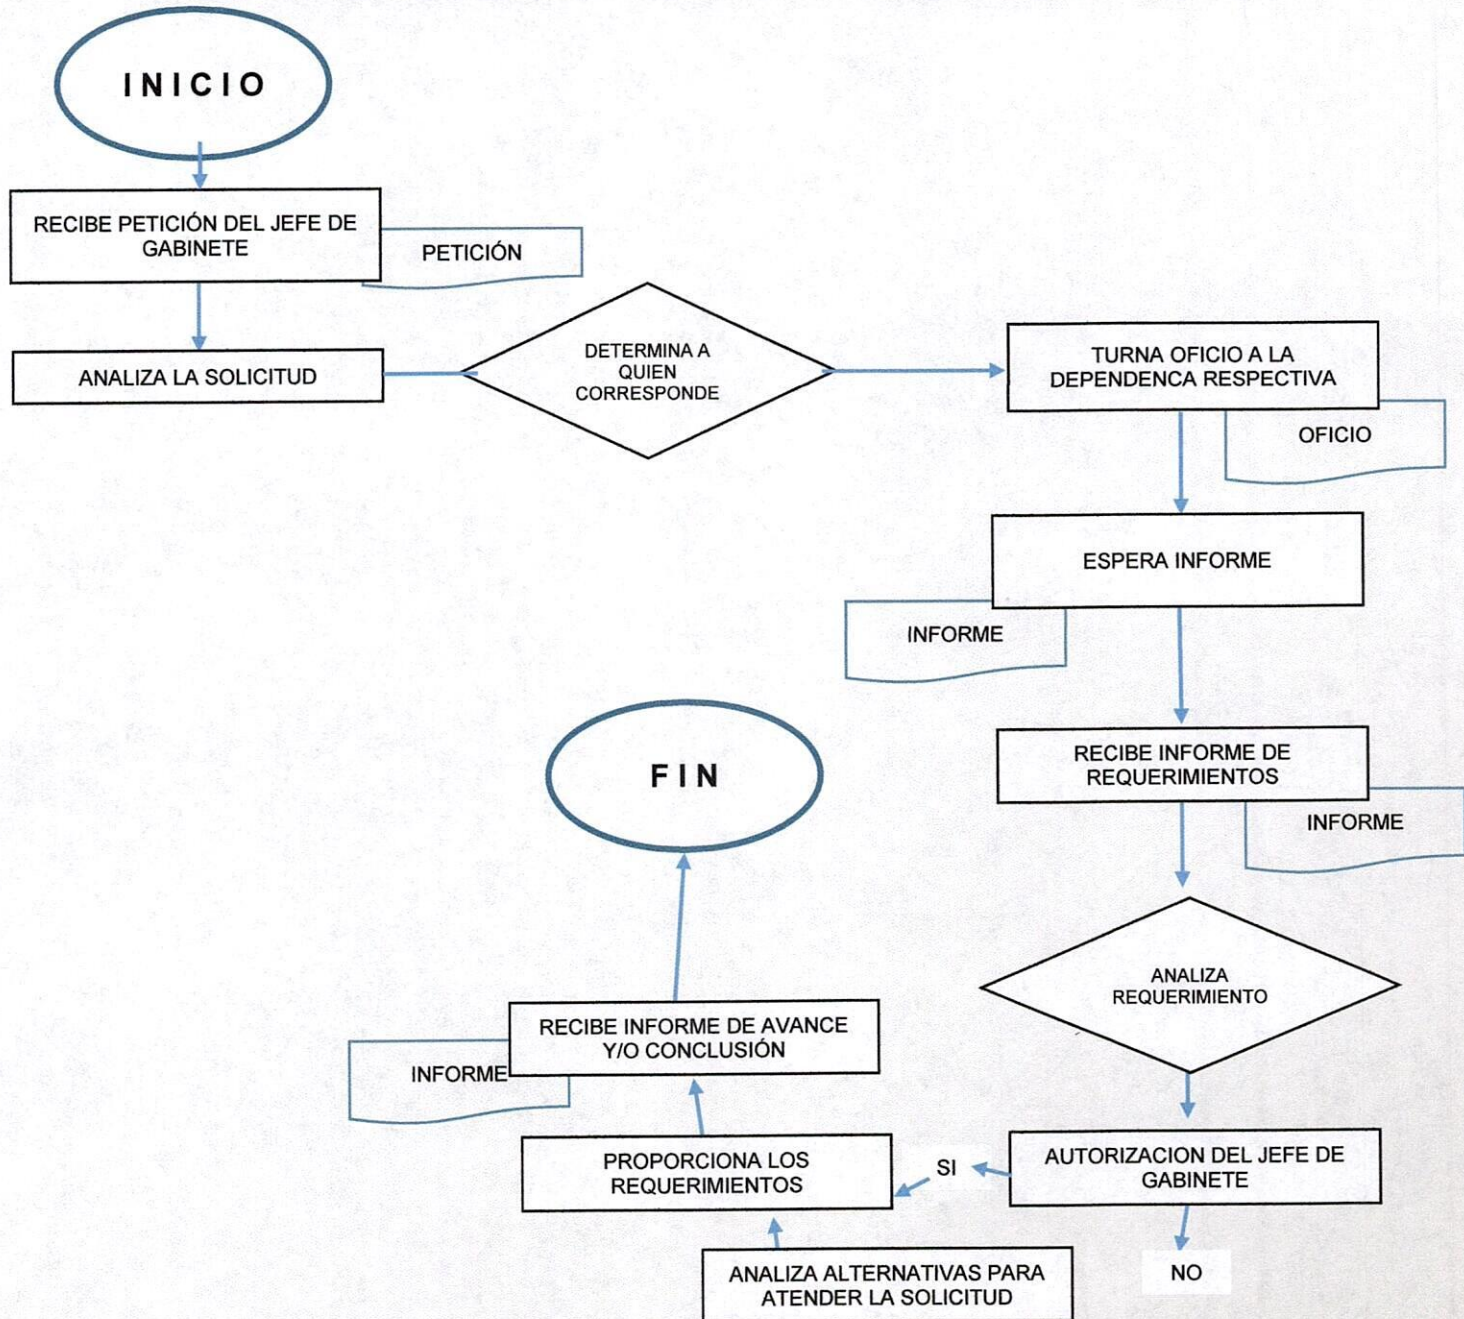 INICIO
RECIBE PETICIÓN DEL JEFE DE
GABINETE
PETICIÓN
ANALIZA LA SOLICITUD
DETERMINA A
QUIEN
CORRESPONDE
TURNA OFICIO A LA
DEPENDENCA RESPECTIVA
OFICIO
ESPERA INFORME
INFORME
RECIBE INFORME DE
REQUERIMIENTOS
INFORME
ANALIZA
REQUERIMIENTO
AUTORIZACION DEL JEFE DE
GABINETE
SI
NO
PROPORCIONA LOS
REQUERIMIENTOS
ANALIZA ALTERNATIVAS PARA
ATENDER LA SOLICITUD
RECIBE INFORME DE AVANCE
Y/O CONCLUSIÓN
INFORME
FIN